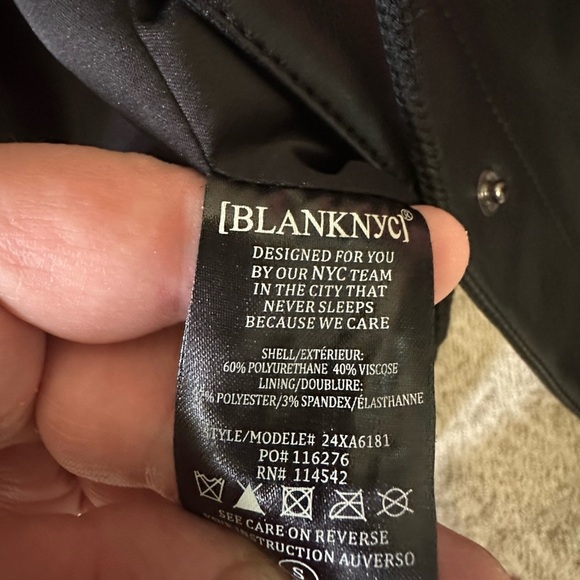 [BLANKNYC]®
DESIGNED FOR YOU
BY OUR NYC TEAM
IN THE CITY THAT
NEVER SLEEPS
BECAUSE WE CARE
SHELL/EXTÉRIEUR:
60% POLYURETHANE 40% VISCOSE
LINING/DOUBLURE:
% POLYESTER/3% SPANDEX/ÉLASTHANNE
STYLE/MODELE# 24XA6181
PO# 116276
RN# 114542
SEE CARE ON REVERSE
INSTRUCTION AUVERSO
S